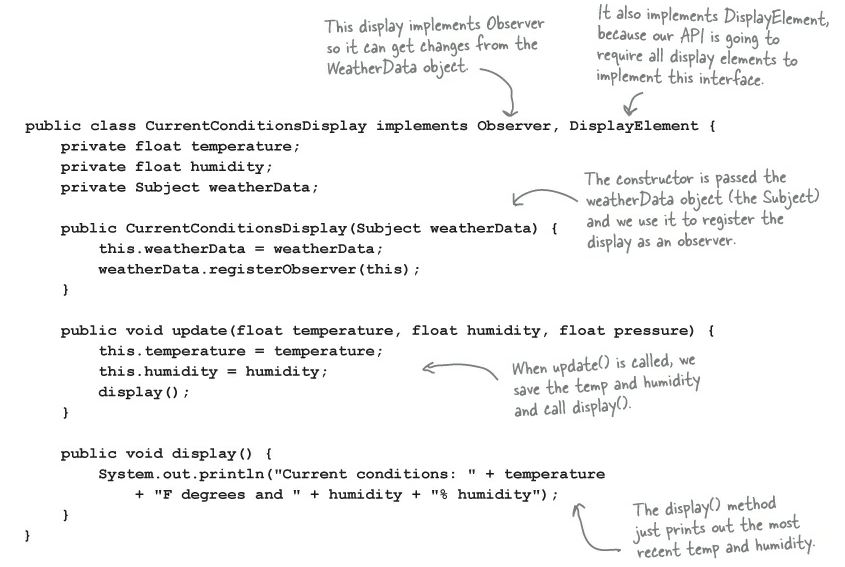 This display implements Observer
so it can get changes from the
WeatherData object.
It also implements DisplayElement,
because our API is going to
require all display elements to
implement this interface.
public class CurrentConditionsDisplay implements Observer, DisplayElement {
private float temperature;
private float humidity;
private Subject weatherData;
The constructor is passed the
weatherData object (the Subject)
and we use it to register the
display as an observer.
public CurrentConditionsDisplay(Subject weatherData) {
this.weatherData = weatherData;
weatherData.registerObserver(this);
}
public void update(float temperature, float humidity, float pressure) {
this.temperature = temperature;
this.humidity = humidity;
display();
}
When update() is called, we
save the temp and humidity
and call display().
public void display() {
System.out.println("Current conditions: " + temperature
+ "F degrees and " + humidity + "% humidity");
}
}
The display() method
just prints out the most
recent temp and humidity.